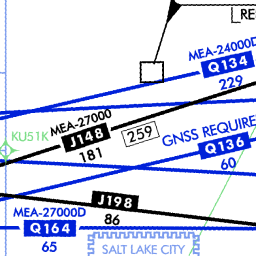 RE
MEA-24000D
Q134
229
MEA-27000
J148
181
259
KU51K
GNSS REQUIRE
Q136
60
J198
86
MEA-27000D
Q164
65
SALT LAKE CITY